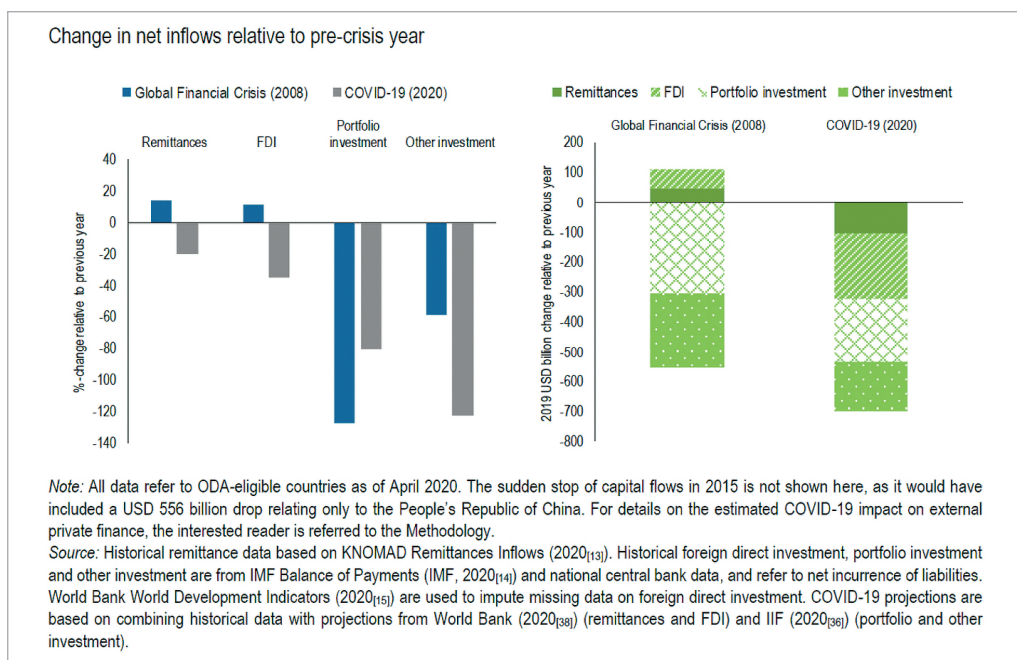 Change in net inflows relative to pre-crisis year
Global Financial Crisis (2008) COVID-19 (2020)
Remittances FDI Portfolio investment Other investment
%-change relative to previous year
40
20
0
-20
-40
-60
-80
-100
-120
-140
Remittances FDI Portfolio investment Other investment
Global Financial Crisis (2008) COVID-19 (2020)
2019 USD billion change relative to previous year
200
100
0
-100
-200
-300
-400
-500
-600
-700
-800
Note: All data refer to ODA-eligible countries as of April 2020. The sudden stop of capital flows in 2015 is not shown here, as it would have
included a USD 556 billion drop relating only to the People's Republic of China. For details on the estimated COVID-19 impact on external
private finance, the interested reader is referred to the Methodology.
Source: Historical remittance data based on KNOMAD Remittances Inflows (2020[13]). Historical foreign direct investment, portfolio investment
and other investment are from IMF Balance of Payments (IMF, 2020[14]) and national central bank data, and refer to net incurrence of liabilities.
World Bank World Development Indicators (2020[15]) are used to impute missing data on foreign direct investment. COVID-19 projections are
based on combining historical data with projections from World Bank (2020[38]) (remittances and FDI) and IIF (2020[36]) (portfolio and other
investment).